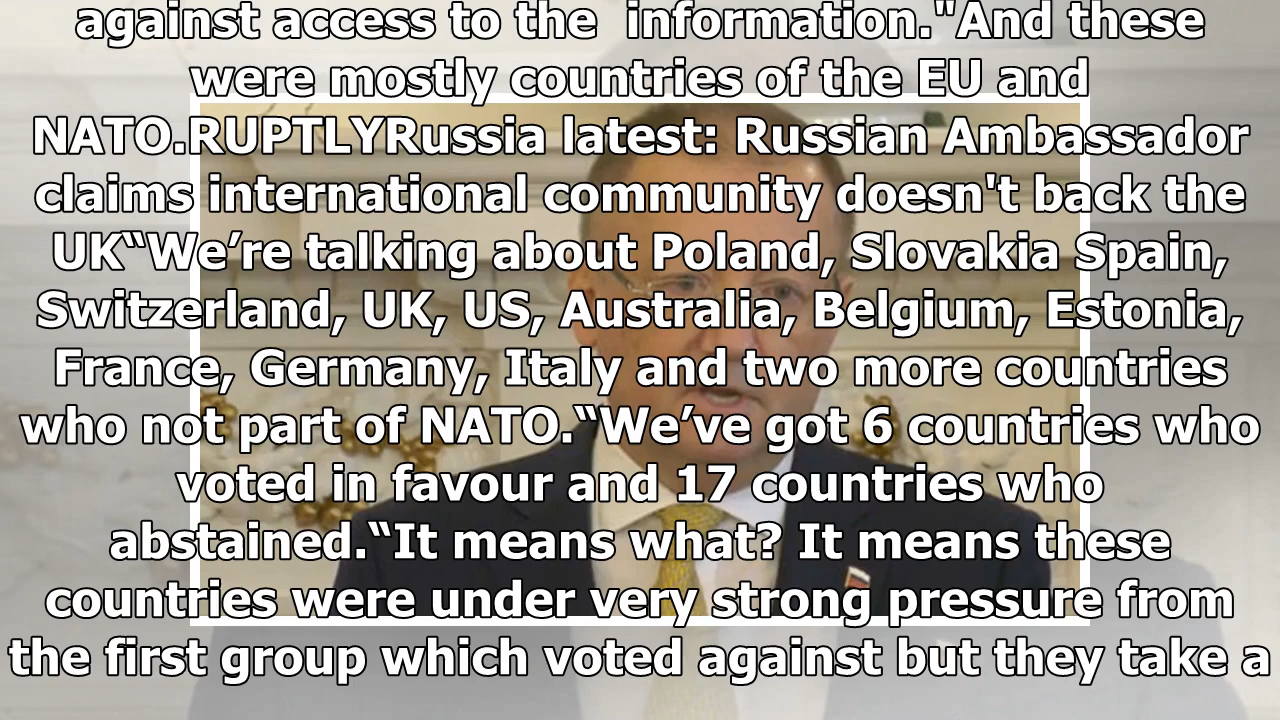 against access to the  information."And these
were mostly countries of the EU and
NATO.RUPTLYRussia latest: Russian Ambassador
claims international community doesn't back the
UK“We’re talking about Poland, Slovakia Spain,
Switzerland, UK, US, Australia, Belgium, Estonia,
France, Germany, Italy and two more countries
who not part of NATO.“We’ve got 6 countries who
voted in favour and 17 countries who
abstained.“It means what? It means these
countries were under very strong pressure from
the first group which voted against but they take a